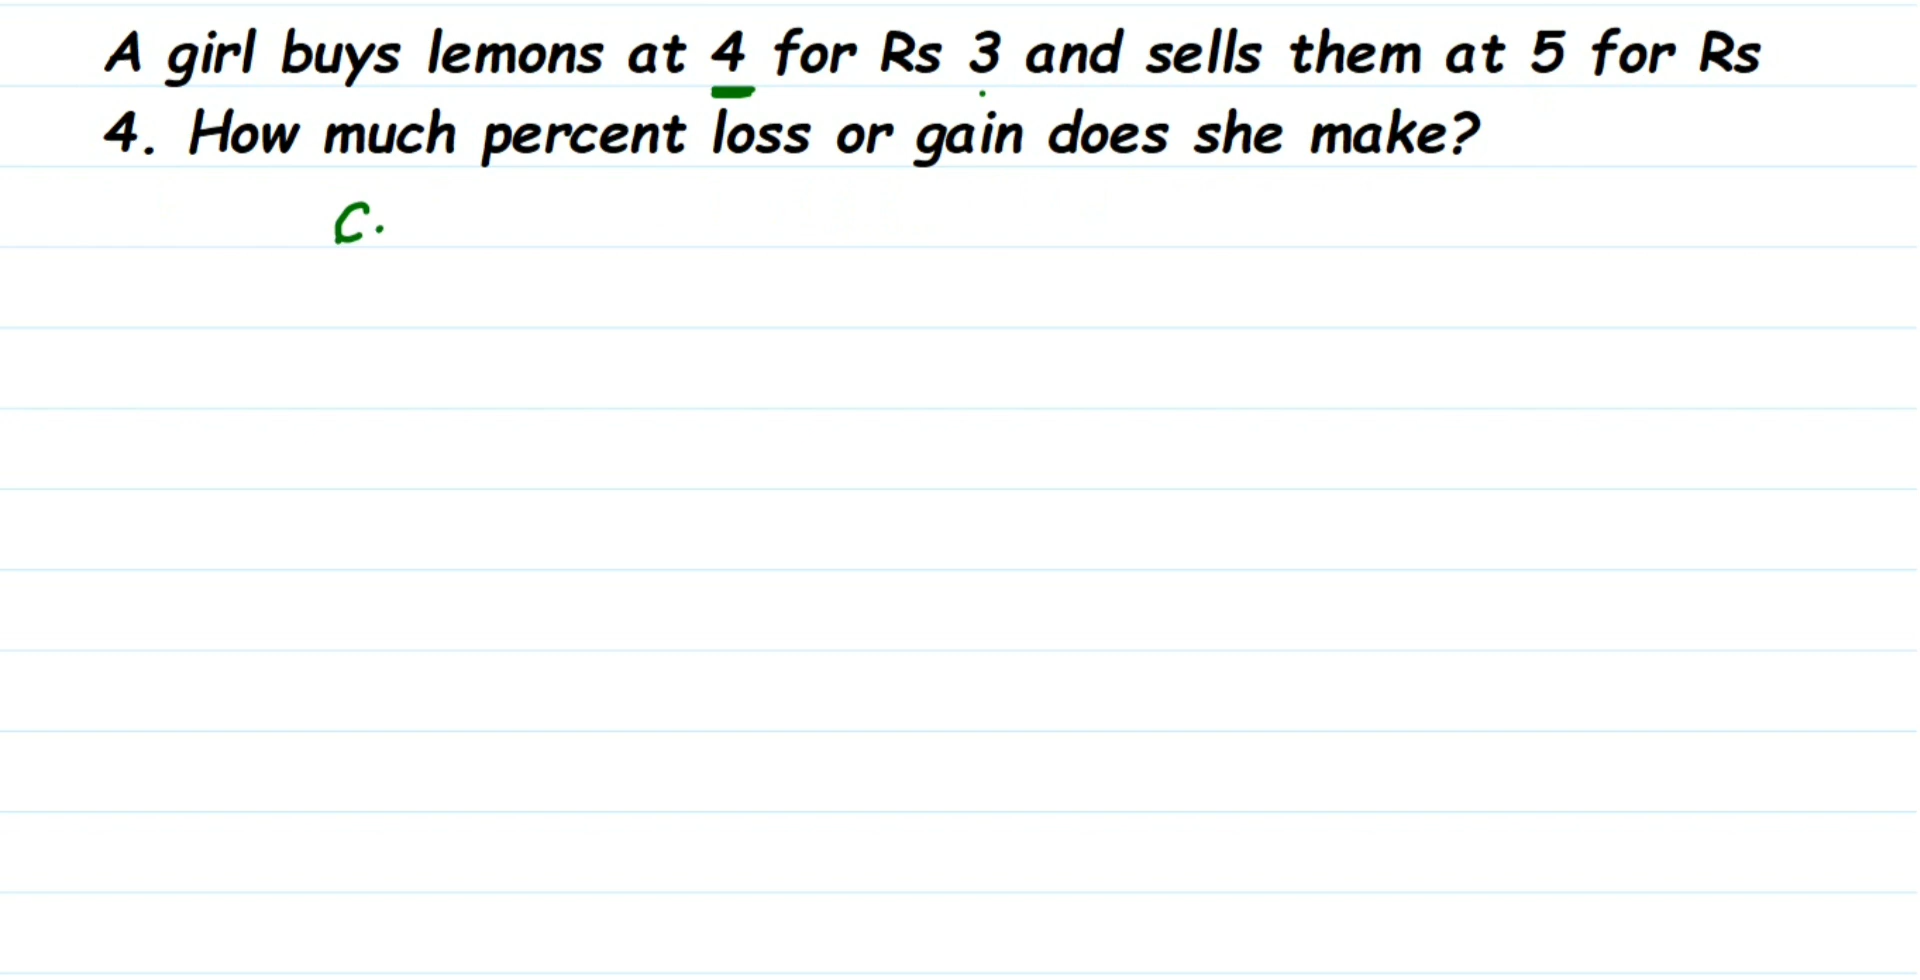 A girl buys lemons at 4 for Rs 3 and sells them at 5 for Rs
4. How much percent loss or gain does she make?
C.